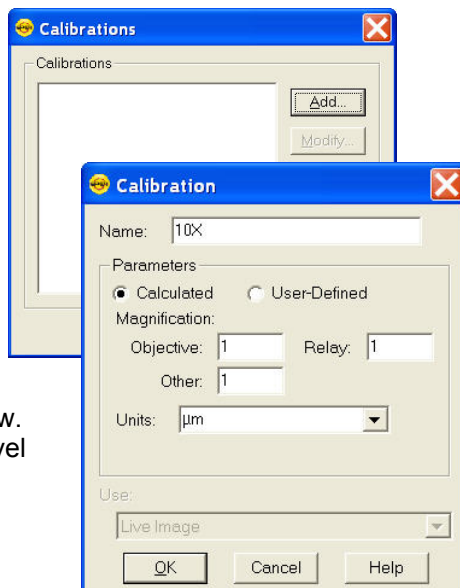 Calibrations
Calibrations
Add...
Modify...
Calibration
Name: 10X
Parameters
Calculated User-Defined
Magnification:
Objective: 1 Relay: 1
Other: 1
Units: µm
Use:
Live Image
OK Cancel Help
w.
vel